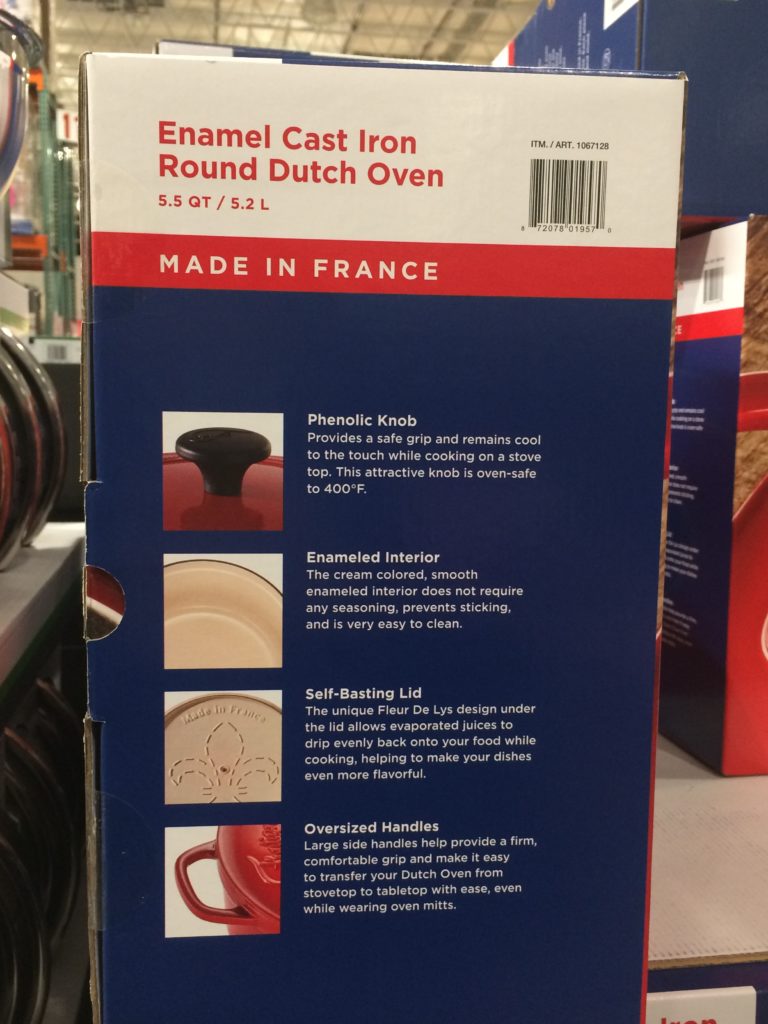 Enamel Cast Iron
Round Dutch Oven
5.5 QT / 5.2 L
ITM. / ART. 1067128
8 72078 01957 0
MADE IN FRANCE
Phenolic Knob
Provides a safe grip and remains cool
to the touch while cooking on a stove
top. This attractive knob is oven-safe
to 400°F.
Enameled Interior
The cream colored, smooth
enameled interior does not require
any seasoning, prevents sticking,
and is very easy to clean.
Made in France
Self-Basting Lid
The unique Fleur De Lys design under
the lid allows evaporated juices to
drip evenly back onto your food while
cooking, helping to make your dishes
even more flavorful.
Oversized Handles
Large side handles help provide a firm,
comfortable grip and make it easy
to transfer your Dutch Oven from
stovetop to tabletop with ease, even
while wearing oven mitts.
Iron